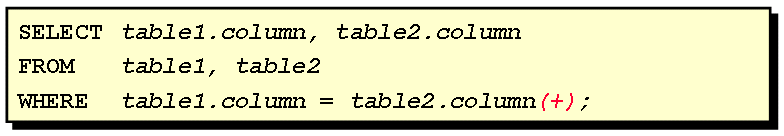 SELECT table1.column, table2.column
FROM table1, table2
WHERE table1.column = table2.column(+);